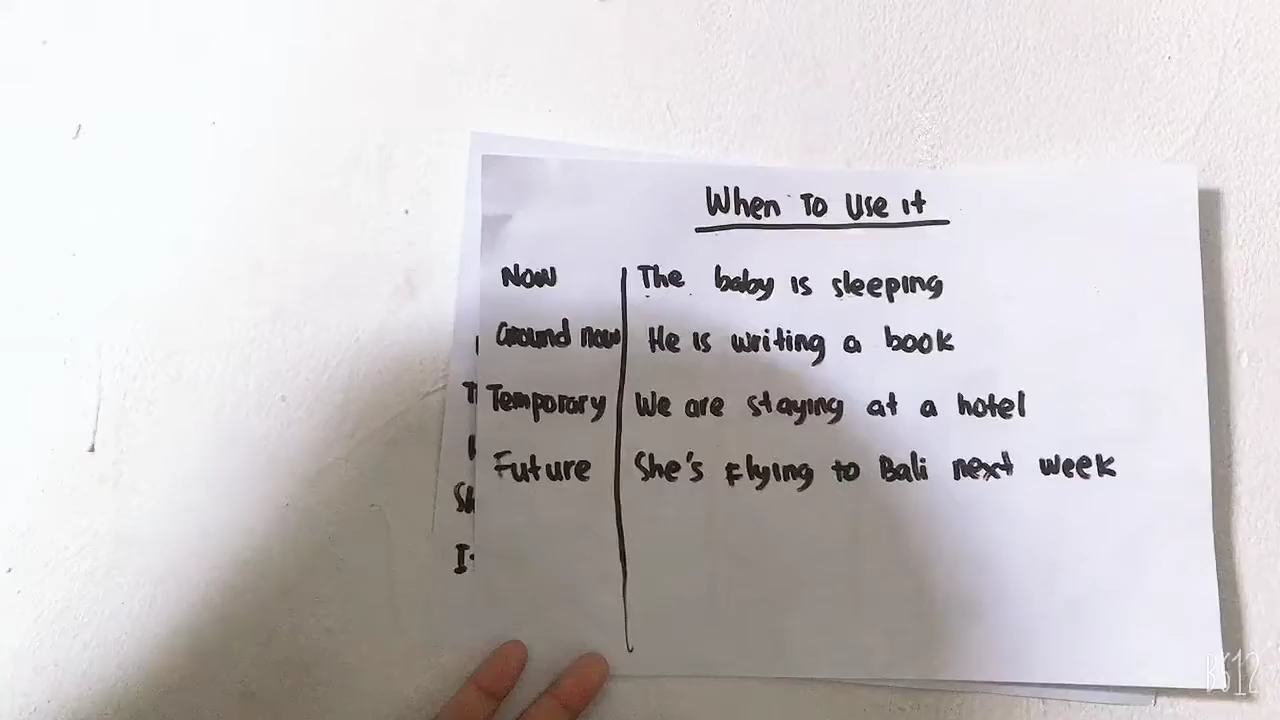 When To Use it
Now The baby is sleeping
around now He is writing a book
Temporary We are staying at a hotel
Future She's Flying to Bali next week
B612